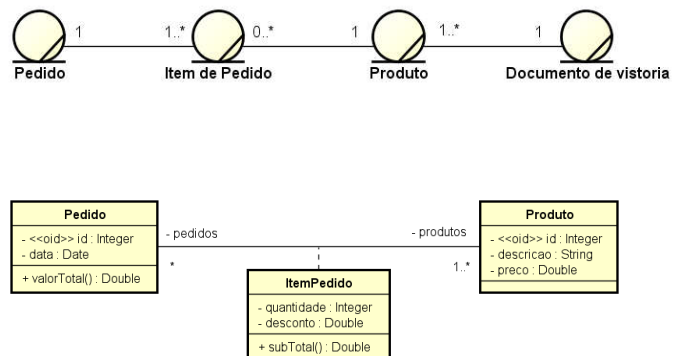 1 1..* 0..* 1 1..* 1
Pedido Item de Pedido Produto Documento de vistoria
Pedido
- <<oid>> id : Integer
- data : Date
+ valorTotal() : Double
- pedidos
*
- produtos
1..*
Produto
- <<oid>> id : Integer
- descricao : String
- preco : Double
ItemPedido
- quantidade : Integer
- desconto : Double
+ subTotal() : Double